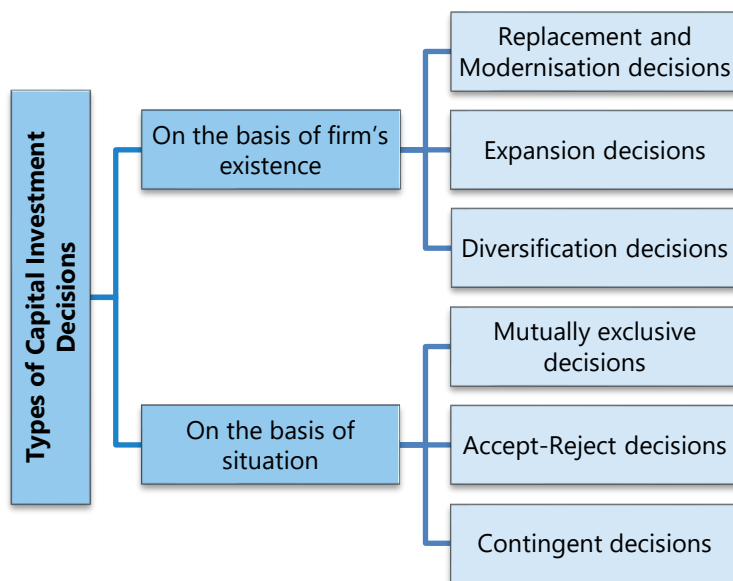 Types of Capital Investment
Decisions
On the basis of firm's
existence
Replacement and
Modernisation decisions
Expansion decisions
Diversification decisions
On the basis of
situation
Mutually exclusive
decisions
Accept-Reject decisions
Contingent decisions